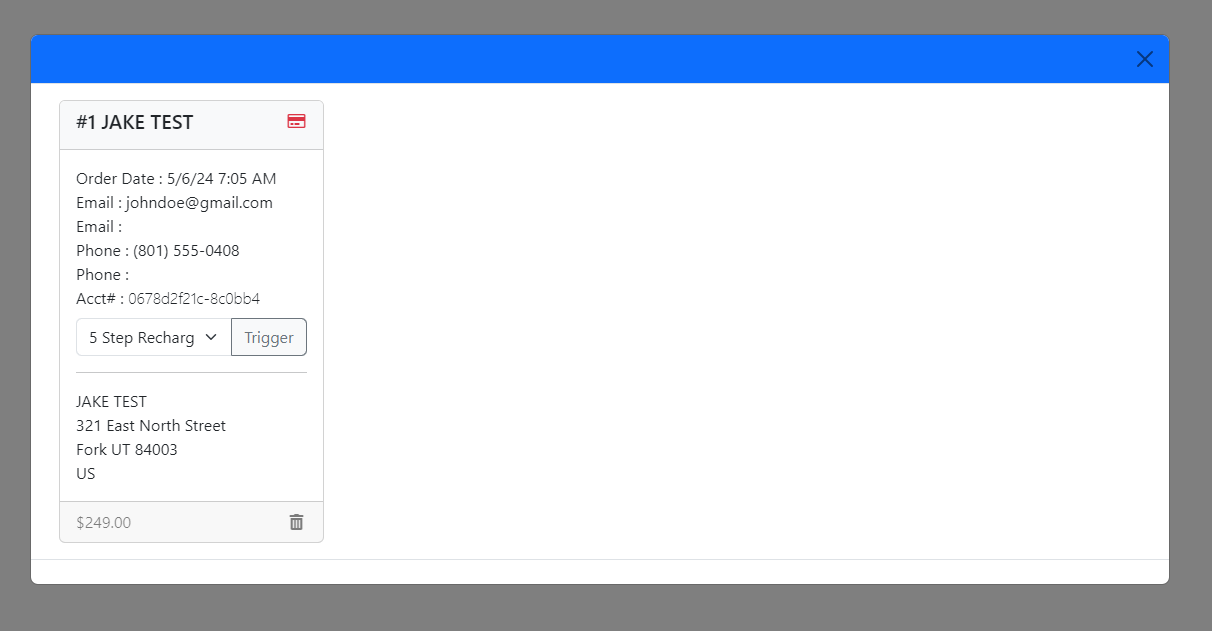 #1 JAKE TEST
Order Date : 5/6/24 7:05 AM
Email : johndoe@gmail.com
Email :
Phone : (801) 555-0408
Phone :
Acct# : 0678d2f21c-8c0bb4
5 Step Recharg Trigger
JAKE TEST
321 East North Street
Fork UT 84003
US
$249.00